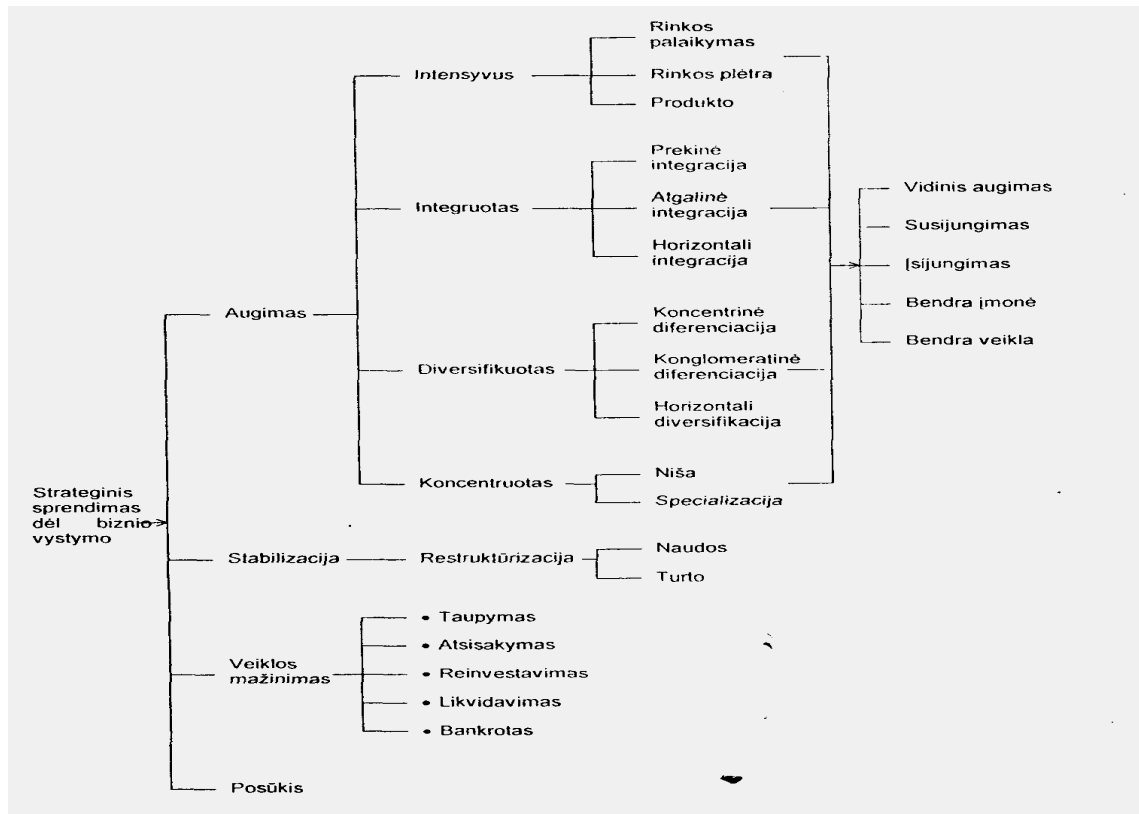 Rinkos
palaikymas
Intensyvus
Rinkos plėtra
Produkto
Prekinė
integracija
Integruotas
Atgalinė
integracija
Horizontali
integracija
Vidinis augimas
Susijungimas
Įsijungimas
Bendra įmonė
Bendra veikla
Augimas
Koncentrinė
diferenciacija
Diversifikuotas
Konglomeratinė
diferenciacija
Horizontali
diversifikacija
Koncentruotas
Niša
Specializacija
Strateginis
sprendimas
dėl biznio
vystymo
Stabilizacija
Restruktūrizacija
Naudos
Turto
Veiklos
mažinimas
• Taupymas
• Atsisakymas
• Reinvestavimas
• Likvidavimas
• Bankrotas
Posūkis